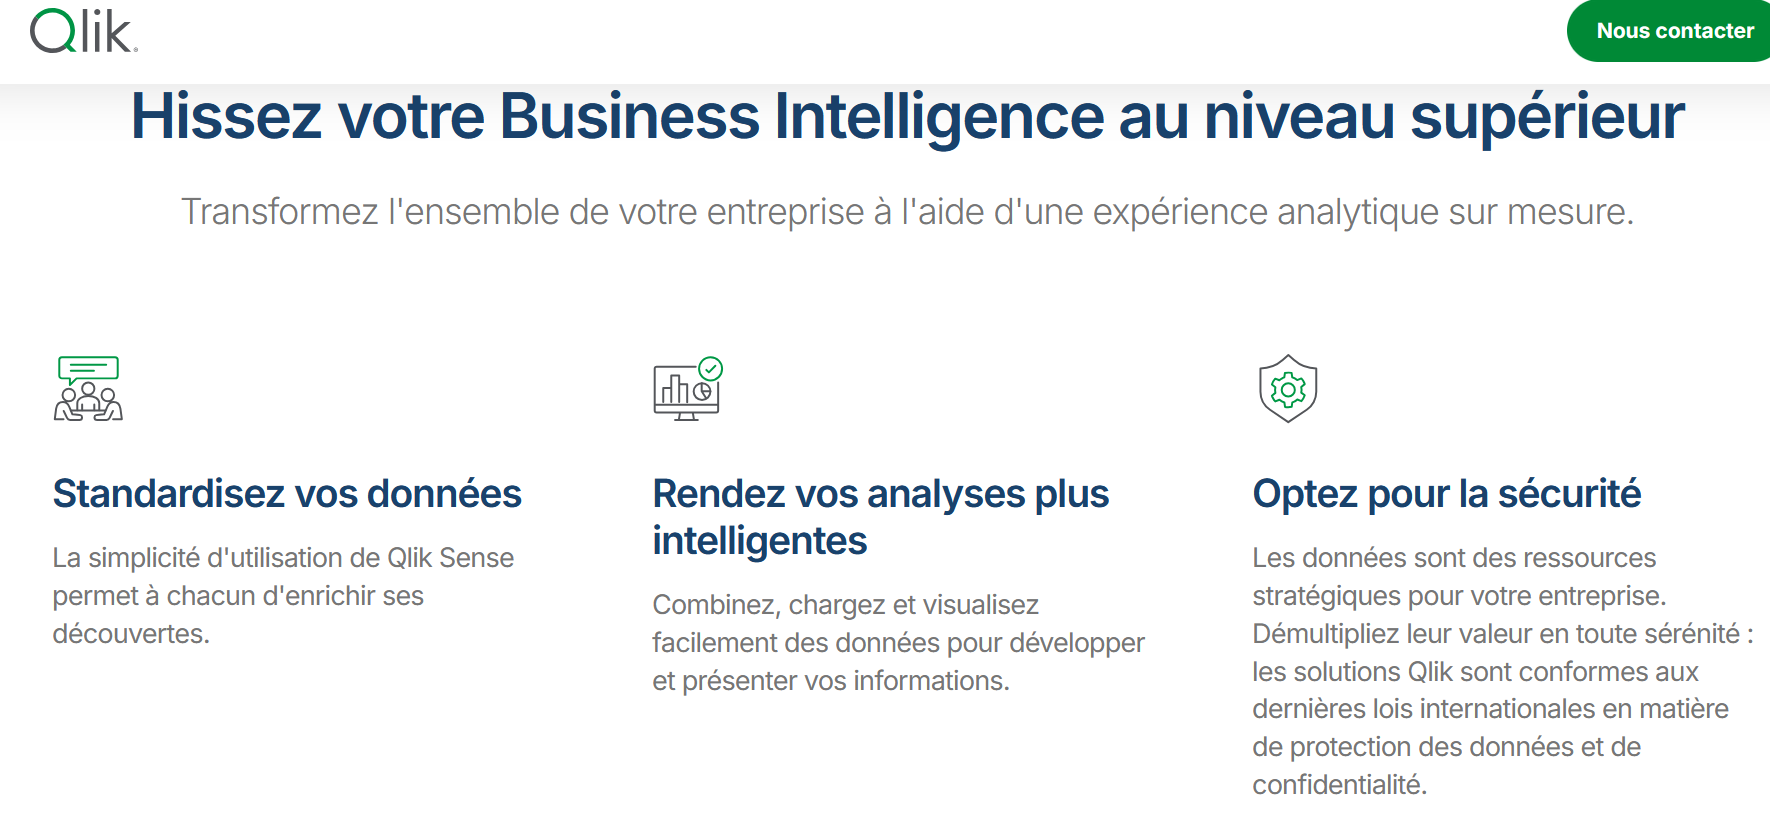 Qlik
Nous contacter
Hissez votre Business Intelligence au niveau supérieur
Transformez l'ensemble de votre entreprise à l'aide d'une expérience analytique sur mesure.
Standardisez vos données
La simplicité d'utilisation de Qlik Sense
permet à chacun d'enrichir ses
découvertes.
Rendez vos analyses plus
intelligentes
Combinez, chargez et visualisez
facilement des données pour développer
et présenter vos informations.
Optez pour la sécurité
Les données sont des ressources
stratégiques pour votre entreprise.
Démultipliez leur valeur en toute sérénité :
les solutions Qlik sont conformes aux
dernières lois internationales en matière
de protection des données et de
confidentialité.